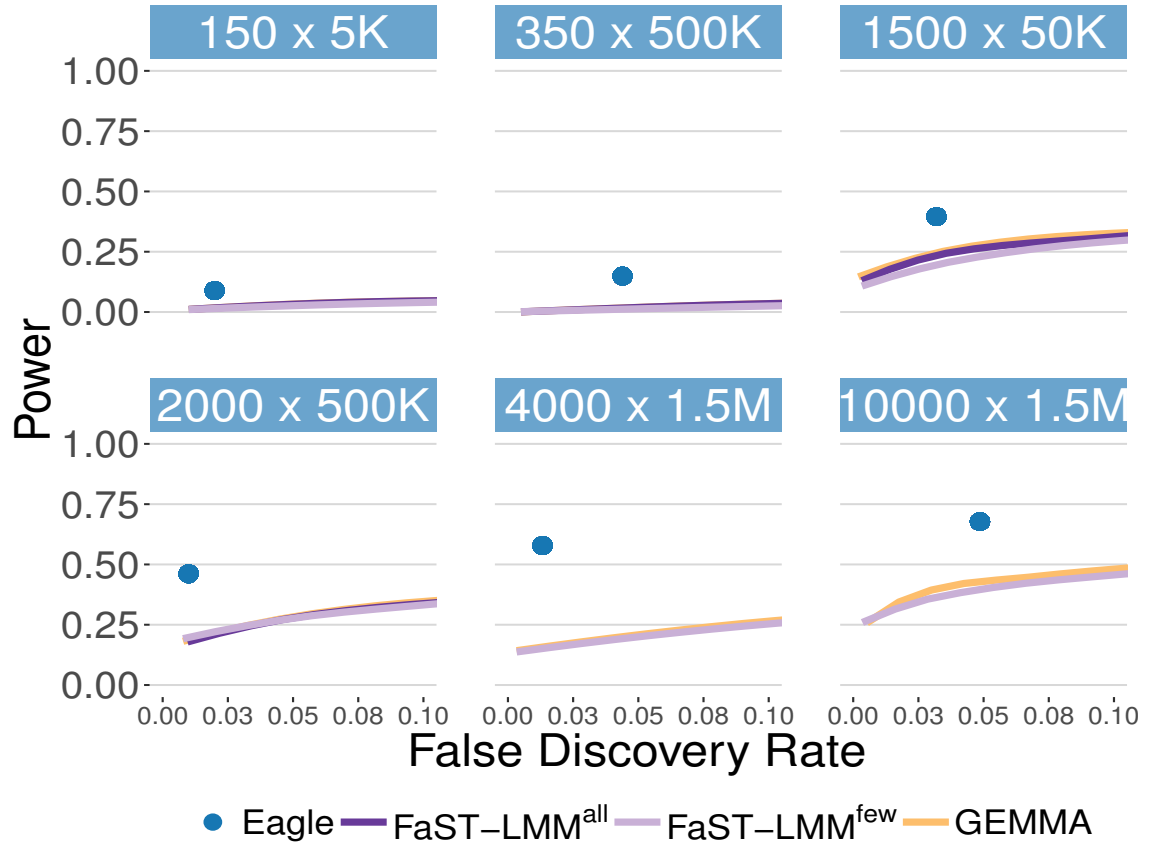 150 x 5K
350 x 500K
1500 x 50K
1.00
0.75
0.50
0.25
0.00
Power
2000 x 500K
4000 x 1.5M
10000 x 1.5M
1.00
0.75
0.50
0.25
0.00
0.00 0.03 0.05 0.08 0.10
0.00 0.03 0.05 0.08 0.10
0.00 0.03 0.05 0.08 0.10
False Discovery Rate
Eagle FaST−LMMall FaST−LMMfew GEMMA